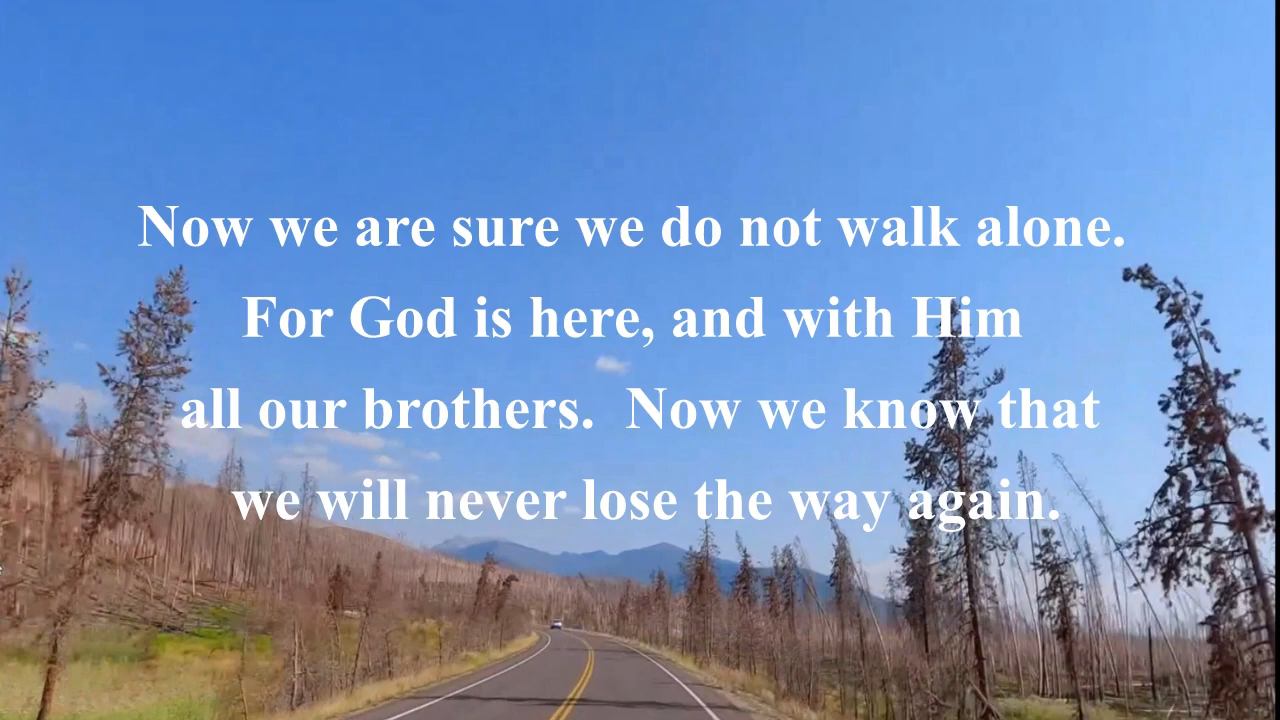 Now we are sure we do not walk alone.
For God is here, and with Him
all our brothers.  Now we know that
we will never lose the way again.